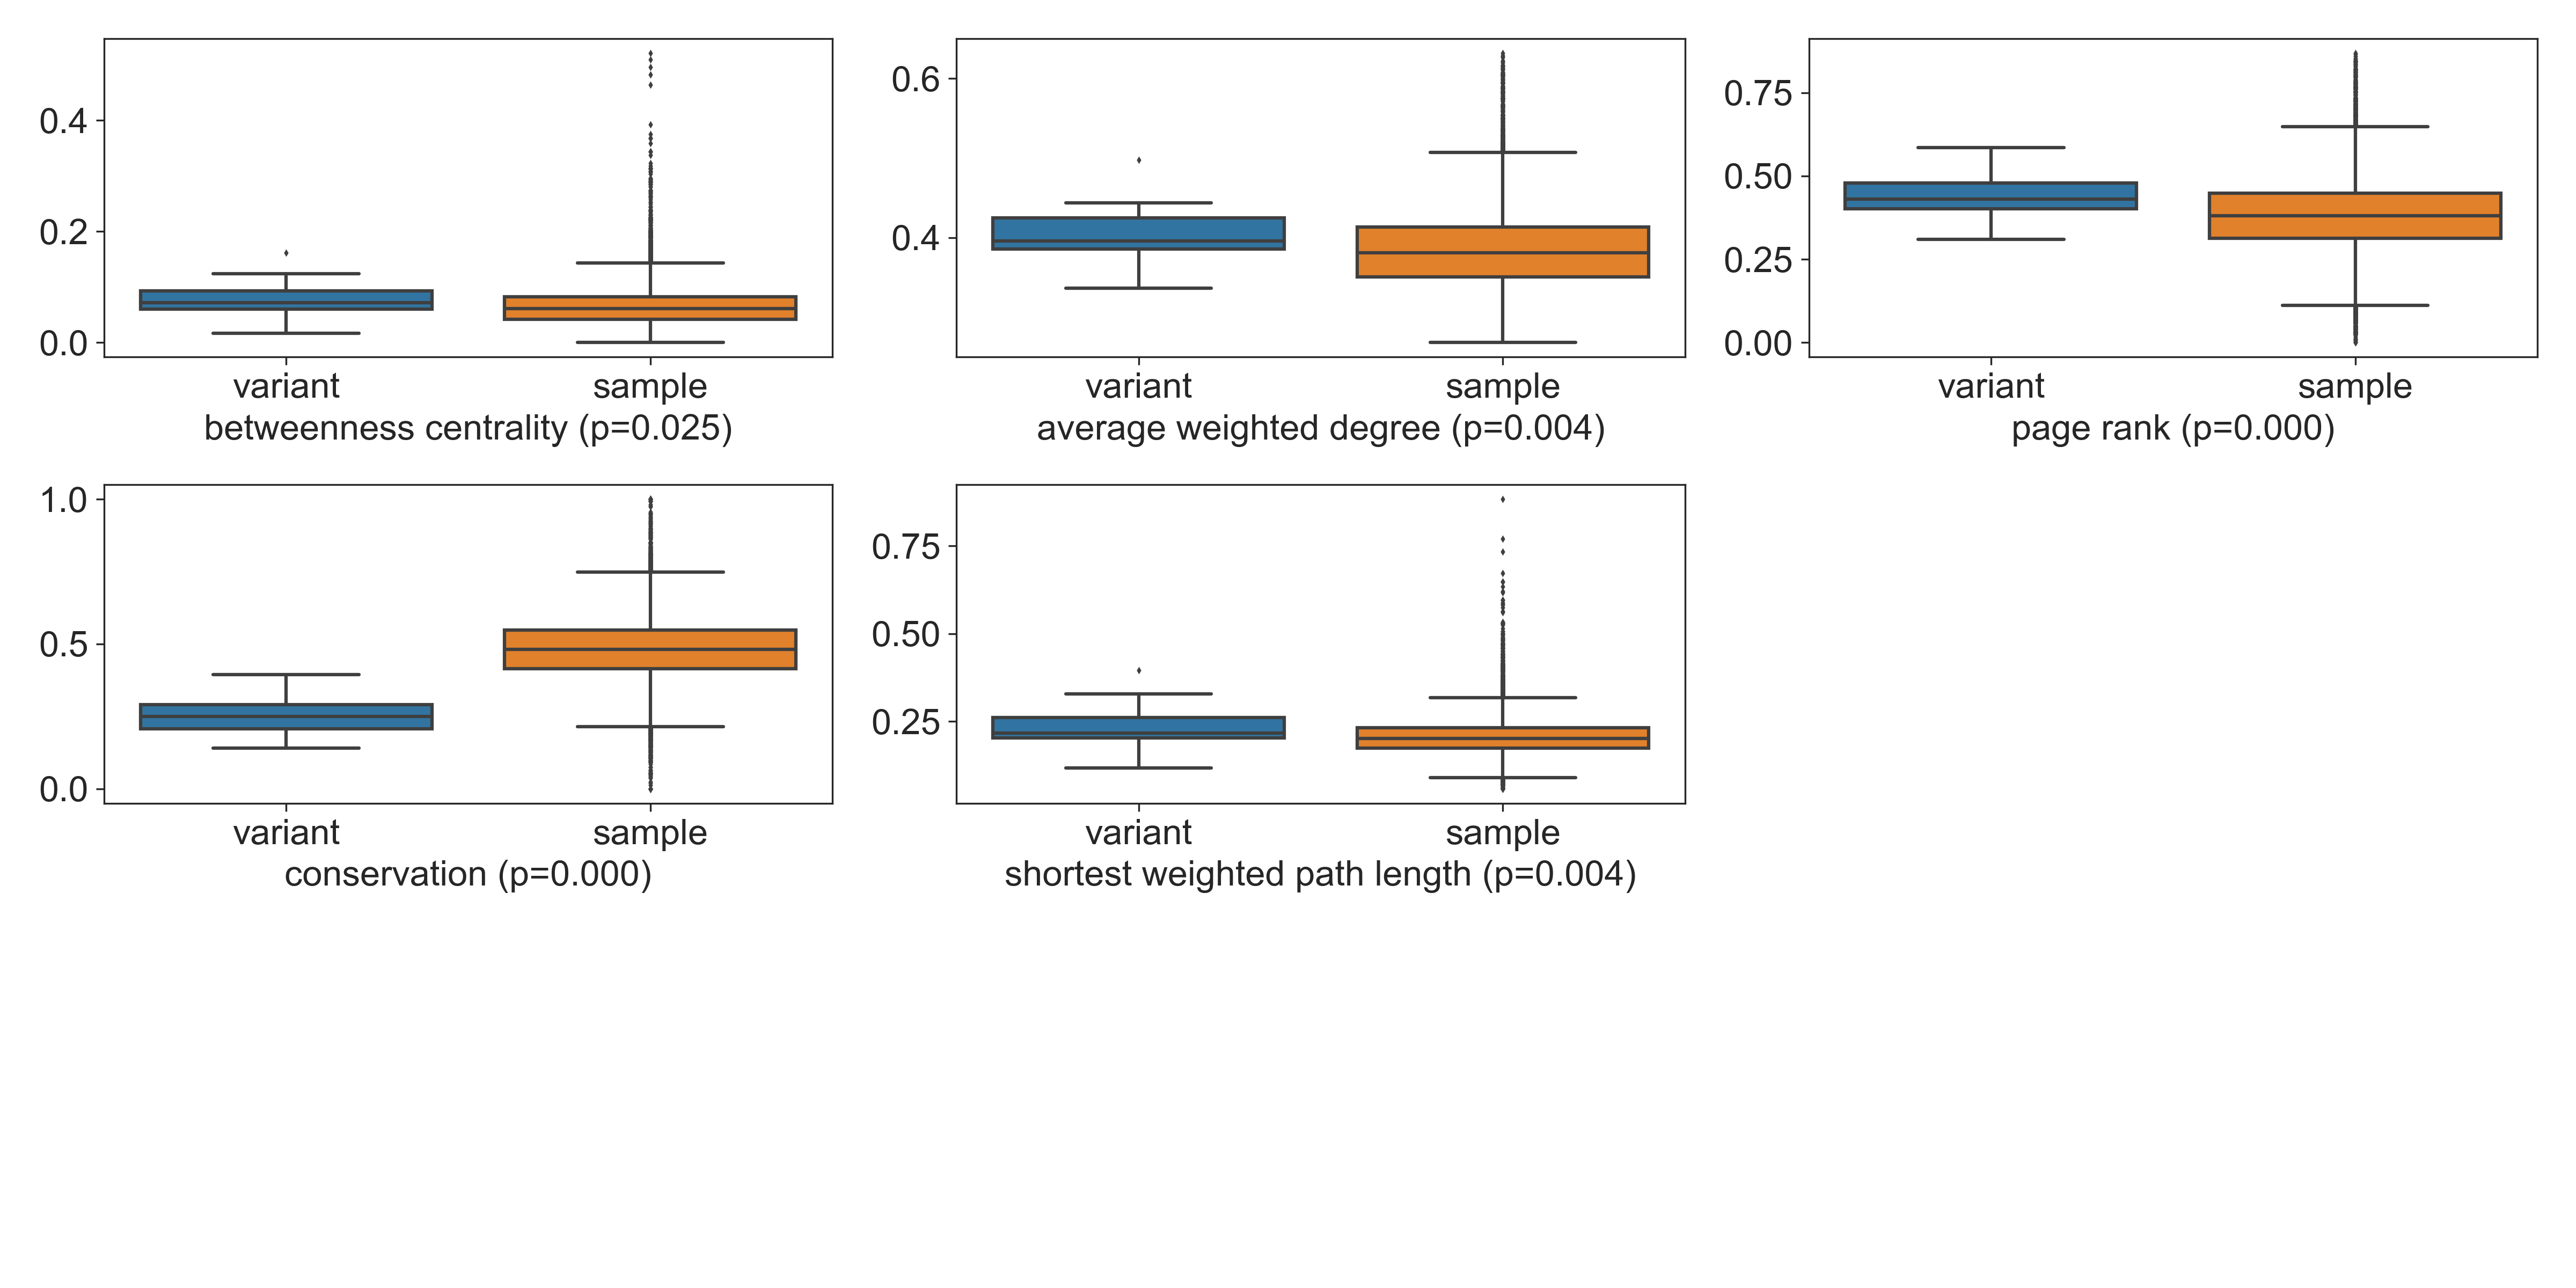 0.4
0.2
0.0
variant sample
betweenness centrality (p=0.025)
0.6
0.4
variant sample
average weighted degree (p=0.004)
0.75
0.50
0.25
0.00
variant sample
page rank (p=0.000)
1.0
0.5
0.0
variant sample
conservation (p=0.000)
0.75
0.50
0.25
variant sample
shortest weighted path length (p=0.004)